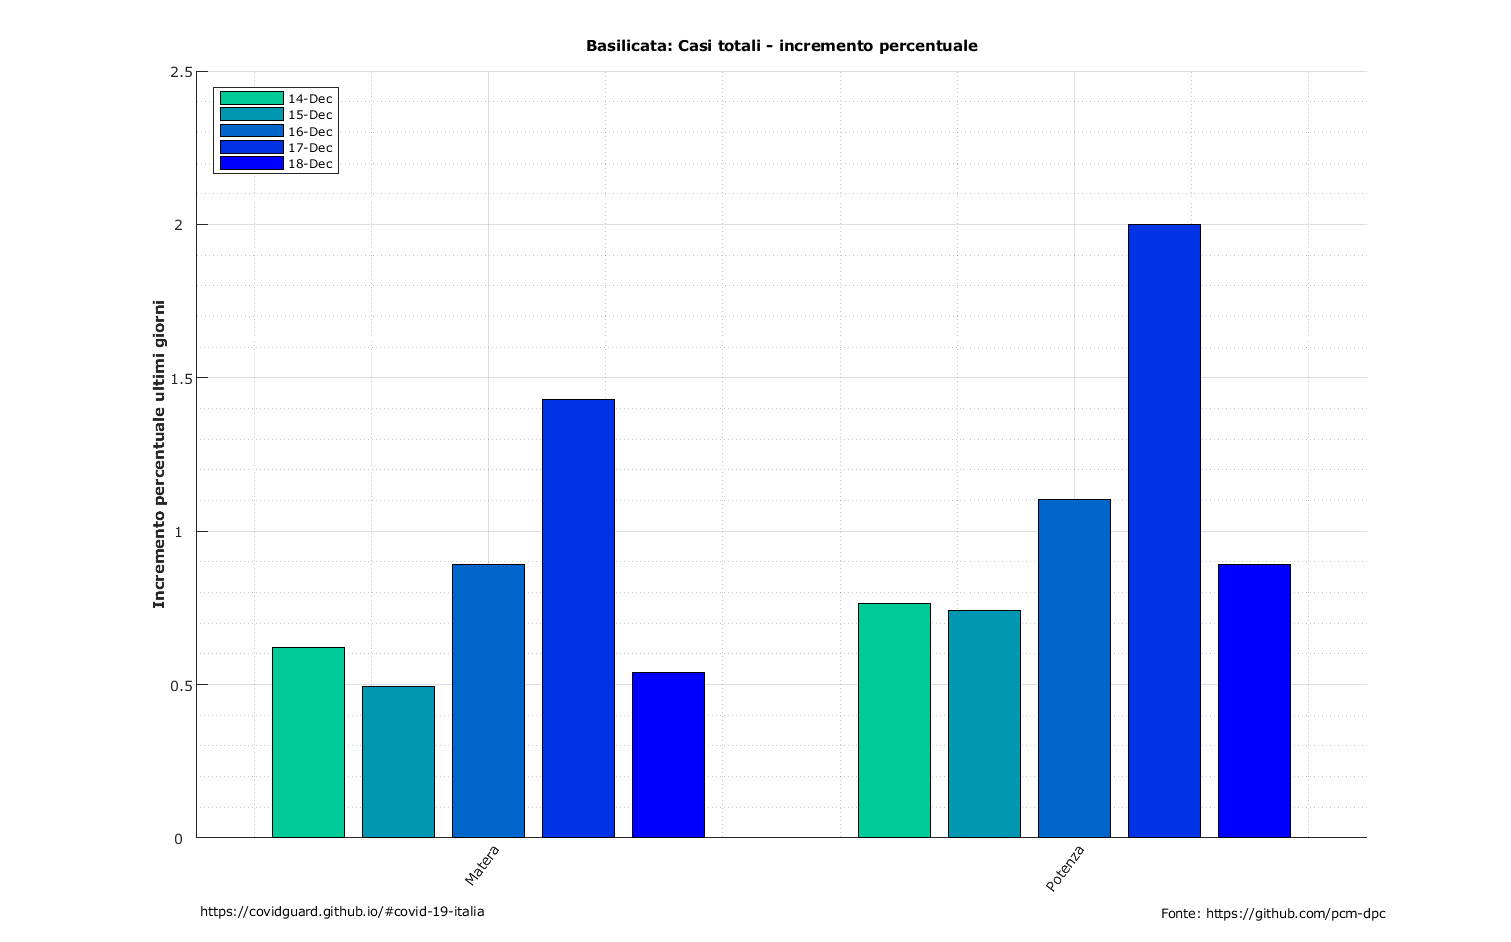 Basilicata: Casi totali - incremento percentuale
Incremento percentuale ultimi giorni
2.5
2
1.5
1
0.5
0
14-Dec
15-Dec
16-Dec
17-Dec
18-Dec
Matera
Potenza
https://covidguard.github.io/#covid-19-italia
Fonte: https://github.com/pcm-dpc